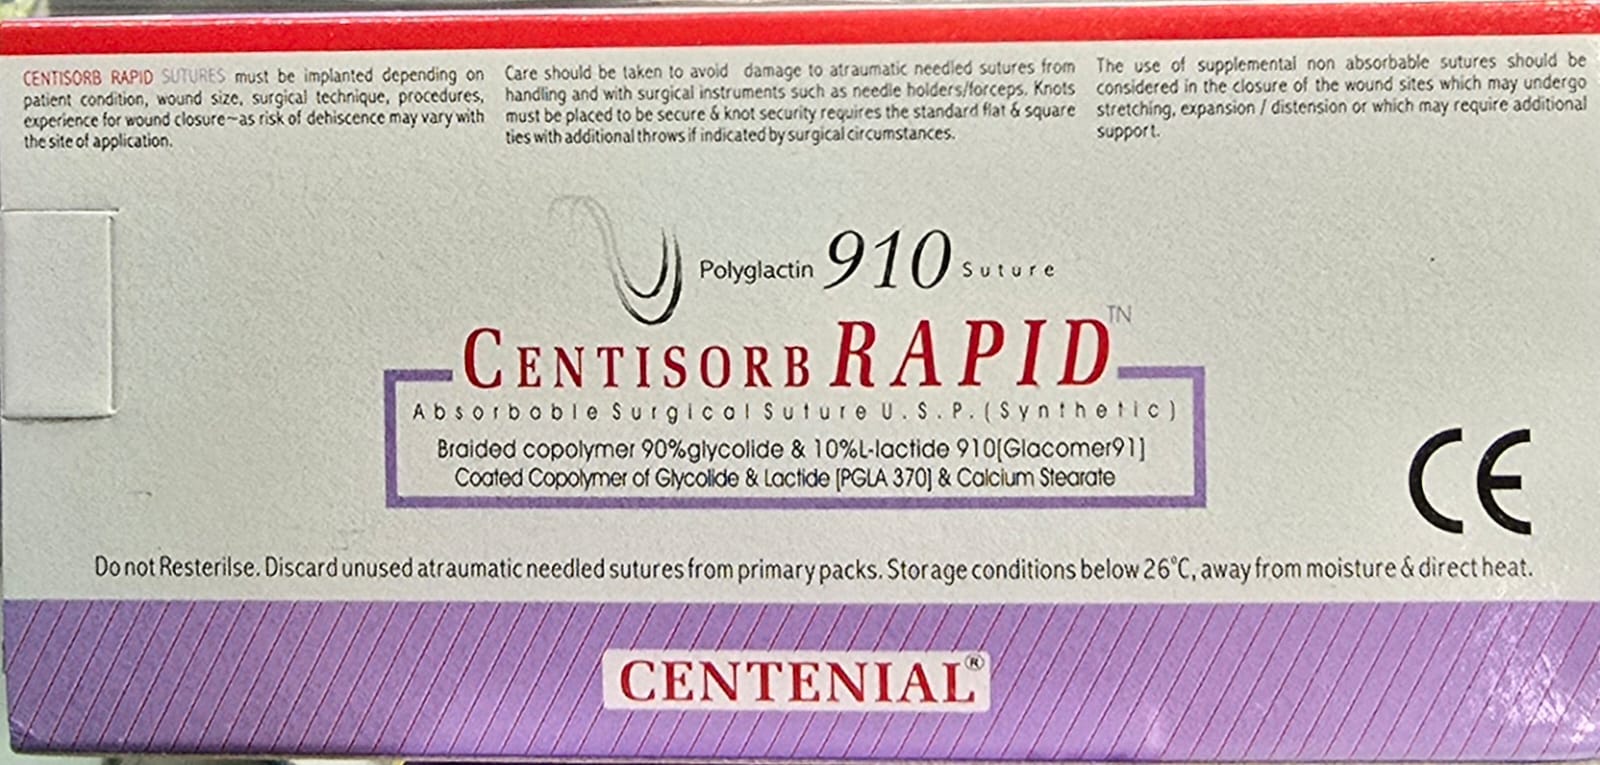 CENTISORB RAPID SUTURES must be implanted depending on
patient condition, wound size, surgical technique, procedures,
experience for wound closure-as risk of dehiscence may vary with
the site of application.
Care should be taken to avoid damage to atraumatic needled sutures from
handling and with surgical instruments such as needle holders/forceps. Knots
must be placed to be secure & knot security requires the standard flat & square
ties with additional throws if indicated by surgical circumstances.
The use of supplemental non absorbable sutures should be
considered in the closure of the wound sites which may undergo
stretching, expansion / distension or which may require additional
support.
Polyglactin 910 Suture
CENTISORB RAPID™
Absorbable Surgical Suture U.S.P. (Synthetic)
Braided copolymer 90%glycolide & 10%L-lactide 910[Glacomer91]
Coated Copolymer of Glycolide & Lactide [PGLA 370] & Calcium Stearate
CE
Do not Resterilse. Discard unused atraumatic needled sutures from primary packs. Storage conditions below 26°C, away from moisture & direct heat.
CENTENIAL®